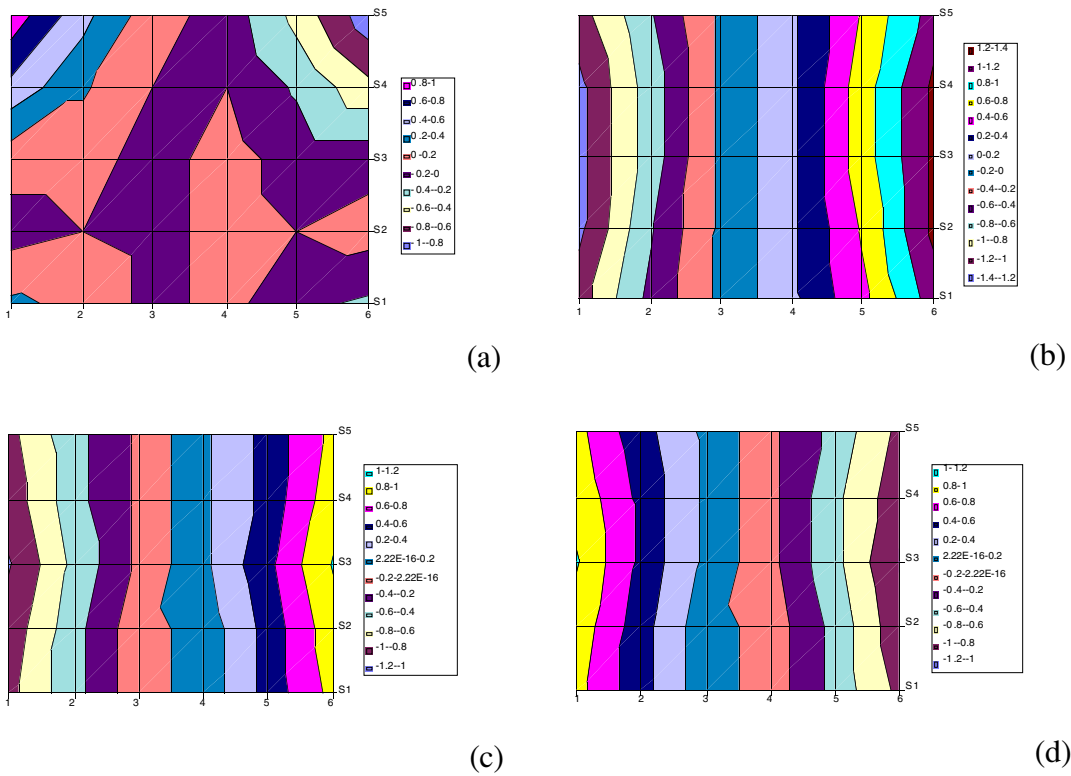 S5
S4
S3
S2
S1
1 2 3 4 5 6
0.8-1
0.6-0.8
0.4-0.6
0.2-0.4
0-0.2
-0.2-0
-0.4--0.2
-0.6--0.4
-0.8--0.6
-1--0.8
(a)
S5
S4
S3
S2
S1
1 2 3 4 5 6
1.2-1.4
1-1.2
0.8-1
0.6-0.8
0.4-0.6
0.2-0.4
0-0.2
-0.2-0
-0.4--0.2
-0.6--0.4
-0.8--0.6
-1--0.8
-1.2--1
-1.4--1.2
(b)
S5
S4
S3
S2
S1
1 2 3 4 5 6
1-1.2
0.8-1
0.6-0.8
0.4-0.6
0.2-0.4
2.22E-16-0.2
-0.2-2.22E-16
-0.4--0.2
-0.6--0.4
-0.8--0.6
-1--0.8
-1.2--1
(c)
S5
S4
S3
S2
S1
1 2 3 4 5 6
1-1.2
0.8-1
0.6-0.8
0.4-0.6
0.2-0.4
2.22E-16-0.2
-0.2-2.22E-16
-0.4--0.2
-0.6--0.4
-0.8--0.6
-1--0.8
-1.2--1
(d)